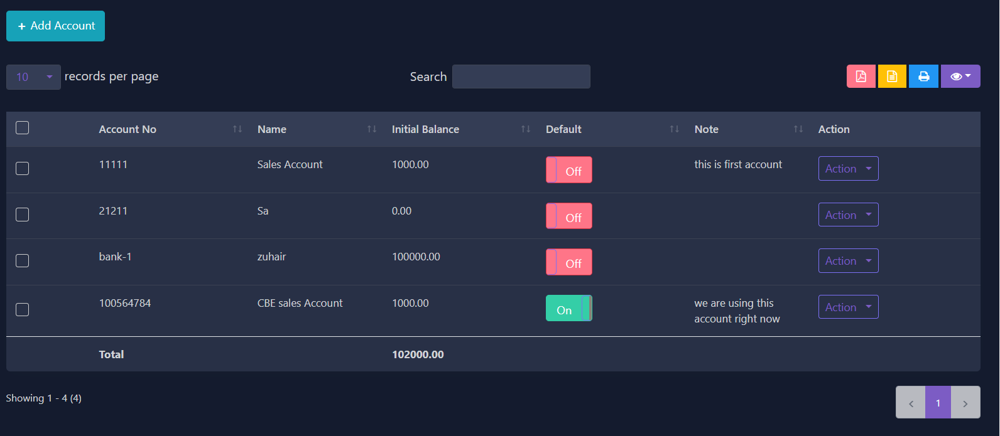 + Add Account
10 records per page
Search
Account No Name Initial Balance Default Note Action
11111 Sales Account 1000.00 Off this is first account Action
21211 Sa 0.00 Off Action
bank-1 zuhair 100000.00 Off Action
100564784 CBE sales Account 1000.00 On we are using this
account right now Action
Total 102000.00
Showing 1 - 4 (4)
‹ 1 ›